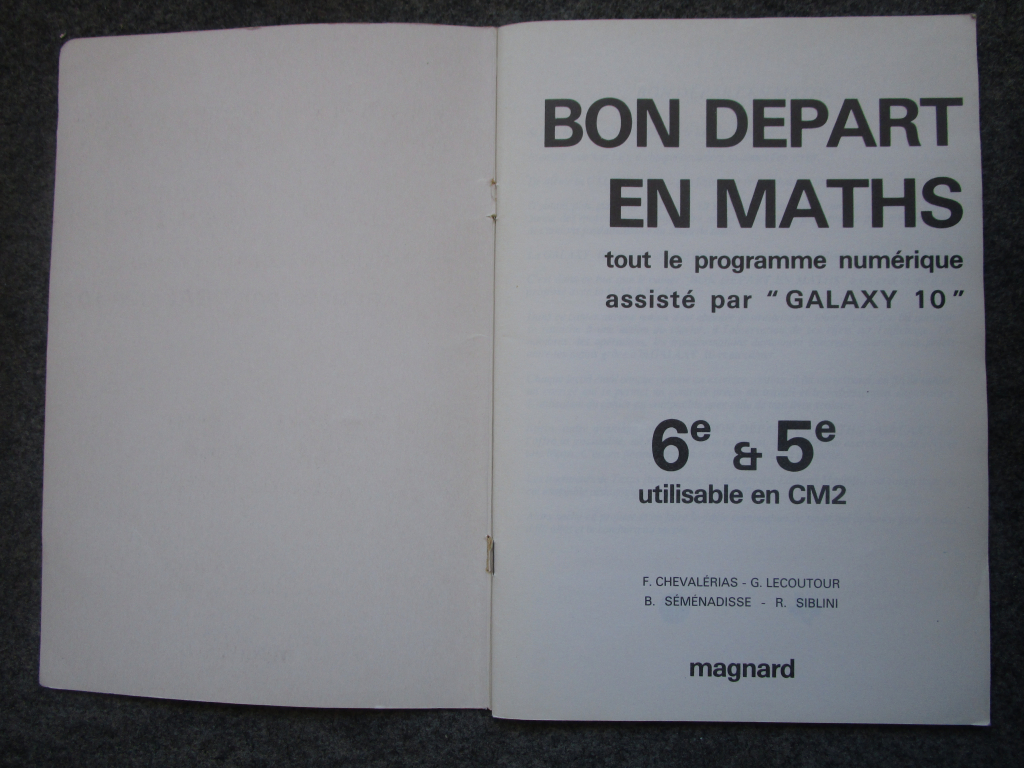 BON DEPART
EN MATHS
tout le programme numérique
assisté par “ GALAXY 10 ”
6e & 5e
utilisable en CM2
F. CHEVALÉRIAS - G. LECOUTOUR
B. SÉMÉNADISSE - R. SIBLINI
magnard